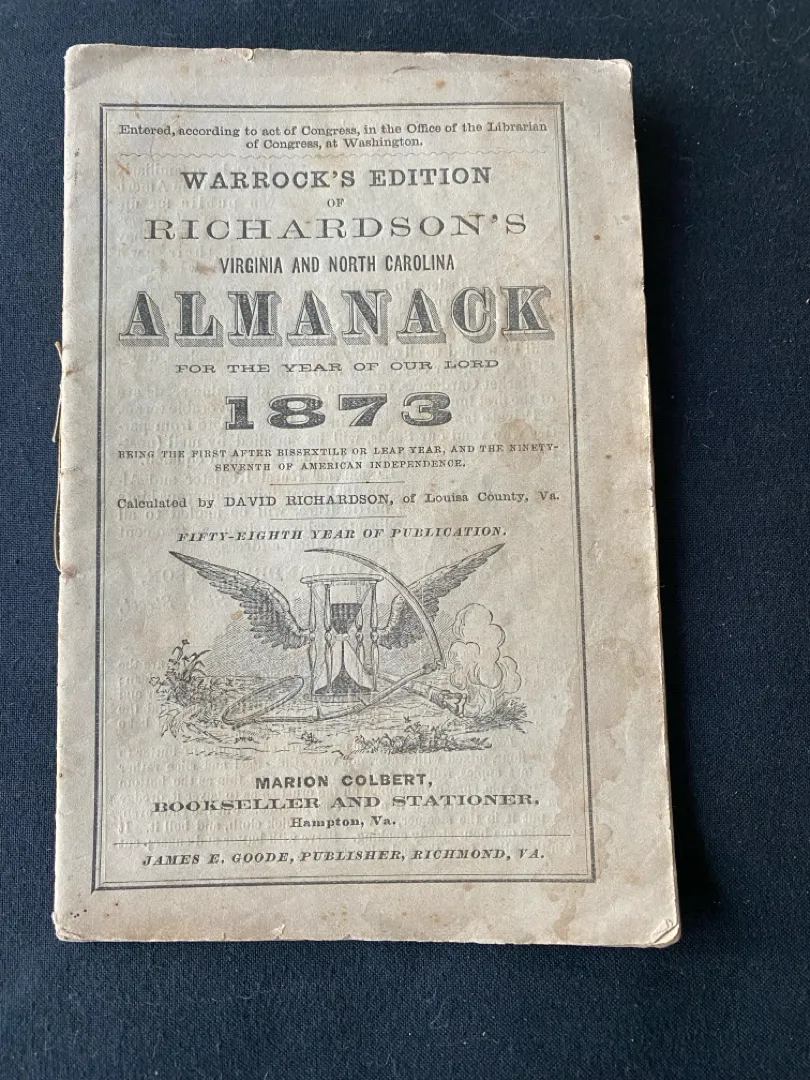 Entered, according to act of Congress, in the Office of the Librarian
of Congress, at Washington.
WARROCK'S EDITION
OF
RICHARDSON'S
VIRGINIA AND NORTH CAROLINA
ALMANACK
FOR THE YEAR OF OUR LORD
1873
BEING THE FIRST AFTER BISSEXTILE OR LEAP YEAR, AND THE NINETY-
SEVENTH OF AMERICAN INDEPENDENCE.
Calculated by DAVID RICHARDSON, of Louisa County, Va.
FIFTY-EIGHTH YEAR OF PUBLICATION.
MARION COLBERT,
BOOKSELLER AND STATIONER,
Hampton, Va.
JAMES E. GOODE, PUBLISHER, RICHMOND, VA.